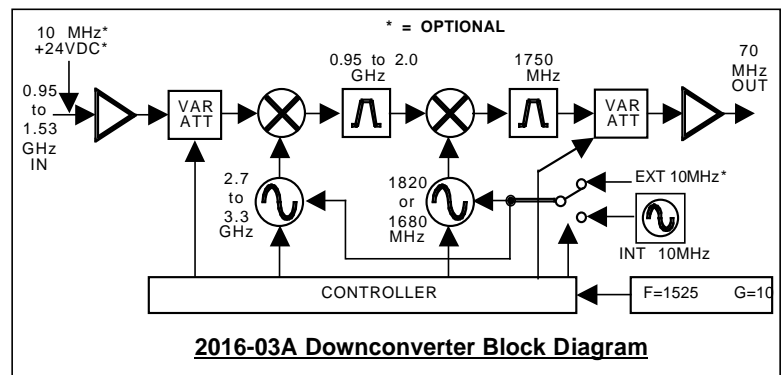 * = OPTIONAL
10 MHz*
+24VDC*
0.95
to
1.53
GHz
IN
VAR
ATT
0.95 to 2.0
GHz
1750
MHz
VAR
ATT
70
MHz
OUT
2.7
to
3.3
GHz
1820
or
1680
MHz
EXT 10MHz*
INT 10MHz
CONTROLLER
F=1525 G=10
2016-03A Downconverter Block Diagram